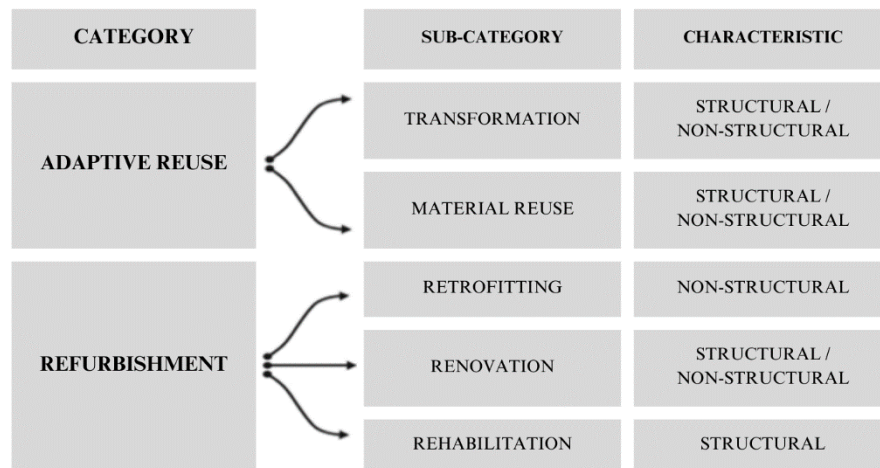 CATEGORY
SUB-CATEGORY
CHARACTERISTIC
ADAPTIVE REUSE
TRANSFORMATION
STRUCTURAL /
NON-STRUCTURAL
MATERIAL REUSE
STRUCTURAL /
NON-STRUCTURAL
REFURBISHMENT
RETROFITTING
NON-STRUCTURAL
RENOVATION
STRUCTURAL /
NON-STRUCTURAL
REHABILITATION
STRUCTURAL